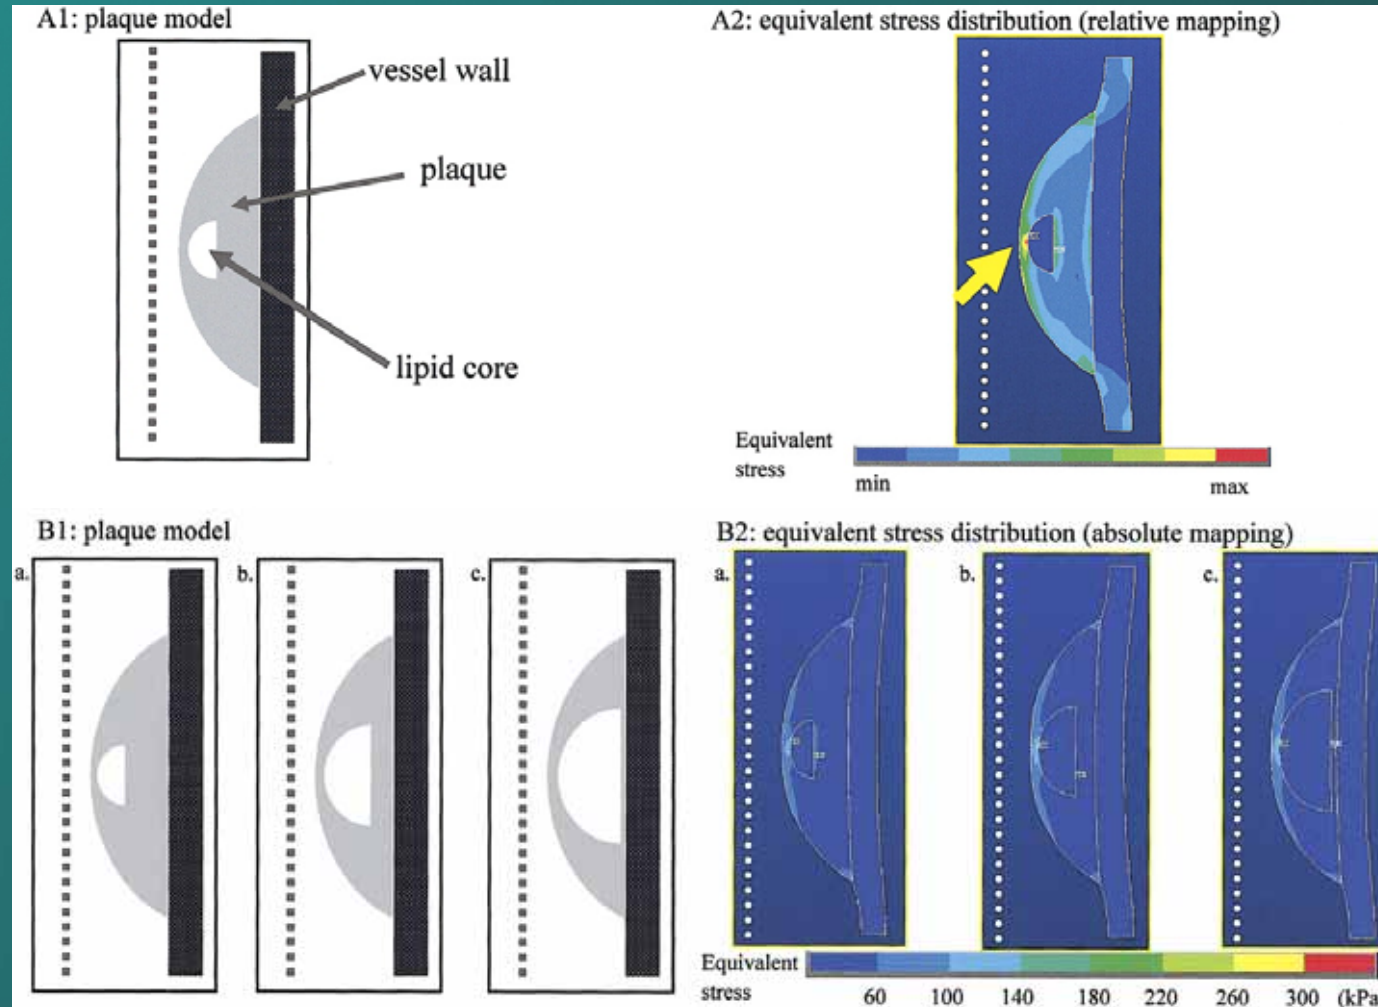 A1: plaque model
vessel wall
plaque
lipid core
A2: equivalent stress distribution (relative mapping)
Equivalent
stress
min
max
B1: plaque model
a.
b.
c.
B2: equivalent stress distribution (absolute mapping)
a.
b.
c.
Equivalent
stress
60 100 140 180 220 260 300 (kPa